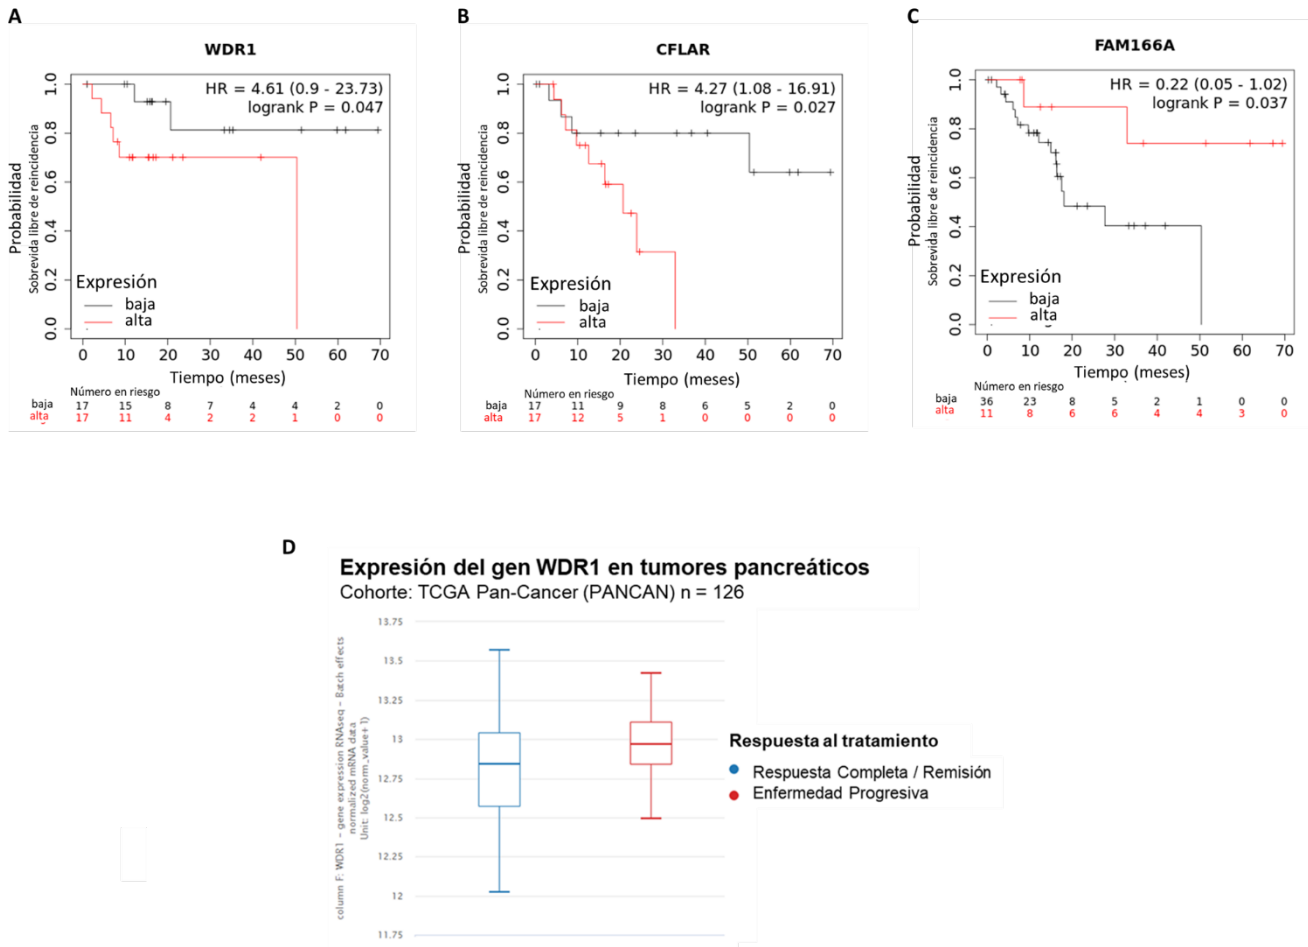 A
WDR1
HR = 4.61 (0.9 - 23.73)
logrank P = 0.047
Probabilidad
Sobrevida libre de reincidencia
1.0
0.8
0.6
0.4
0.2
0.0
Expresión
baja
alta
0 10 20 30 40 50 60 70
Tiempo (meses)
Número en riesgo
baja 17 15 8 7 4 4 2 0
alta 17 11 4 2 2 1 0 0
B
CFLAR
HR = 4.27 (1.08 - 16.91)
logrank P = 0.027
Probabilidad
Sobrevida libre de reincidencia
1.0
0.8
0.6
0.4
0.2
0.0
Expresión
baja
alta
0 10 20 30 40 50 60 70
Tiempo (meses)
Número en riesgo
baja 17 11 9 8 6 5 2 0
alta 17 12 5 1 0 0 0 0
C
FAM166A
HR = 0.22 (0.05 - 1.02)
logrank P = 0.037
Probabilidad
Sobrevida libre de reincidencia
1.0
0.8
0.6
0.4
0.2
0.0
Expresión
baja
alta
0 10 20 30 40 50 60 70
Tiempo (meses)
Número en riesgo
baja 36 23 8 5 2 1 0 0
alta 11 8 6 6 4 4 3 0
D
Expresión del gen WDR1 en tumores pancreáticos
Cohorte: TCGA Pan-Cancer (PANCAN) n = 126
column F: WDR1 - gene expression RNAseq - Batch effects
normalized mRNA data
Unit: log2(norm_value+1)
13.75
13.5
13.25
13
12.75
12.5
12.25
12
11.75
Respuesta al tratamiento
Respuesta Completa / Remisión
Enfermedad Progresiva